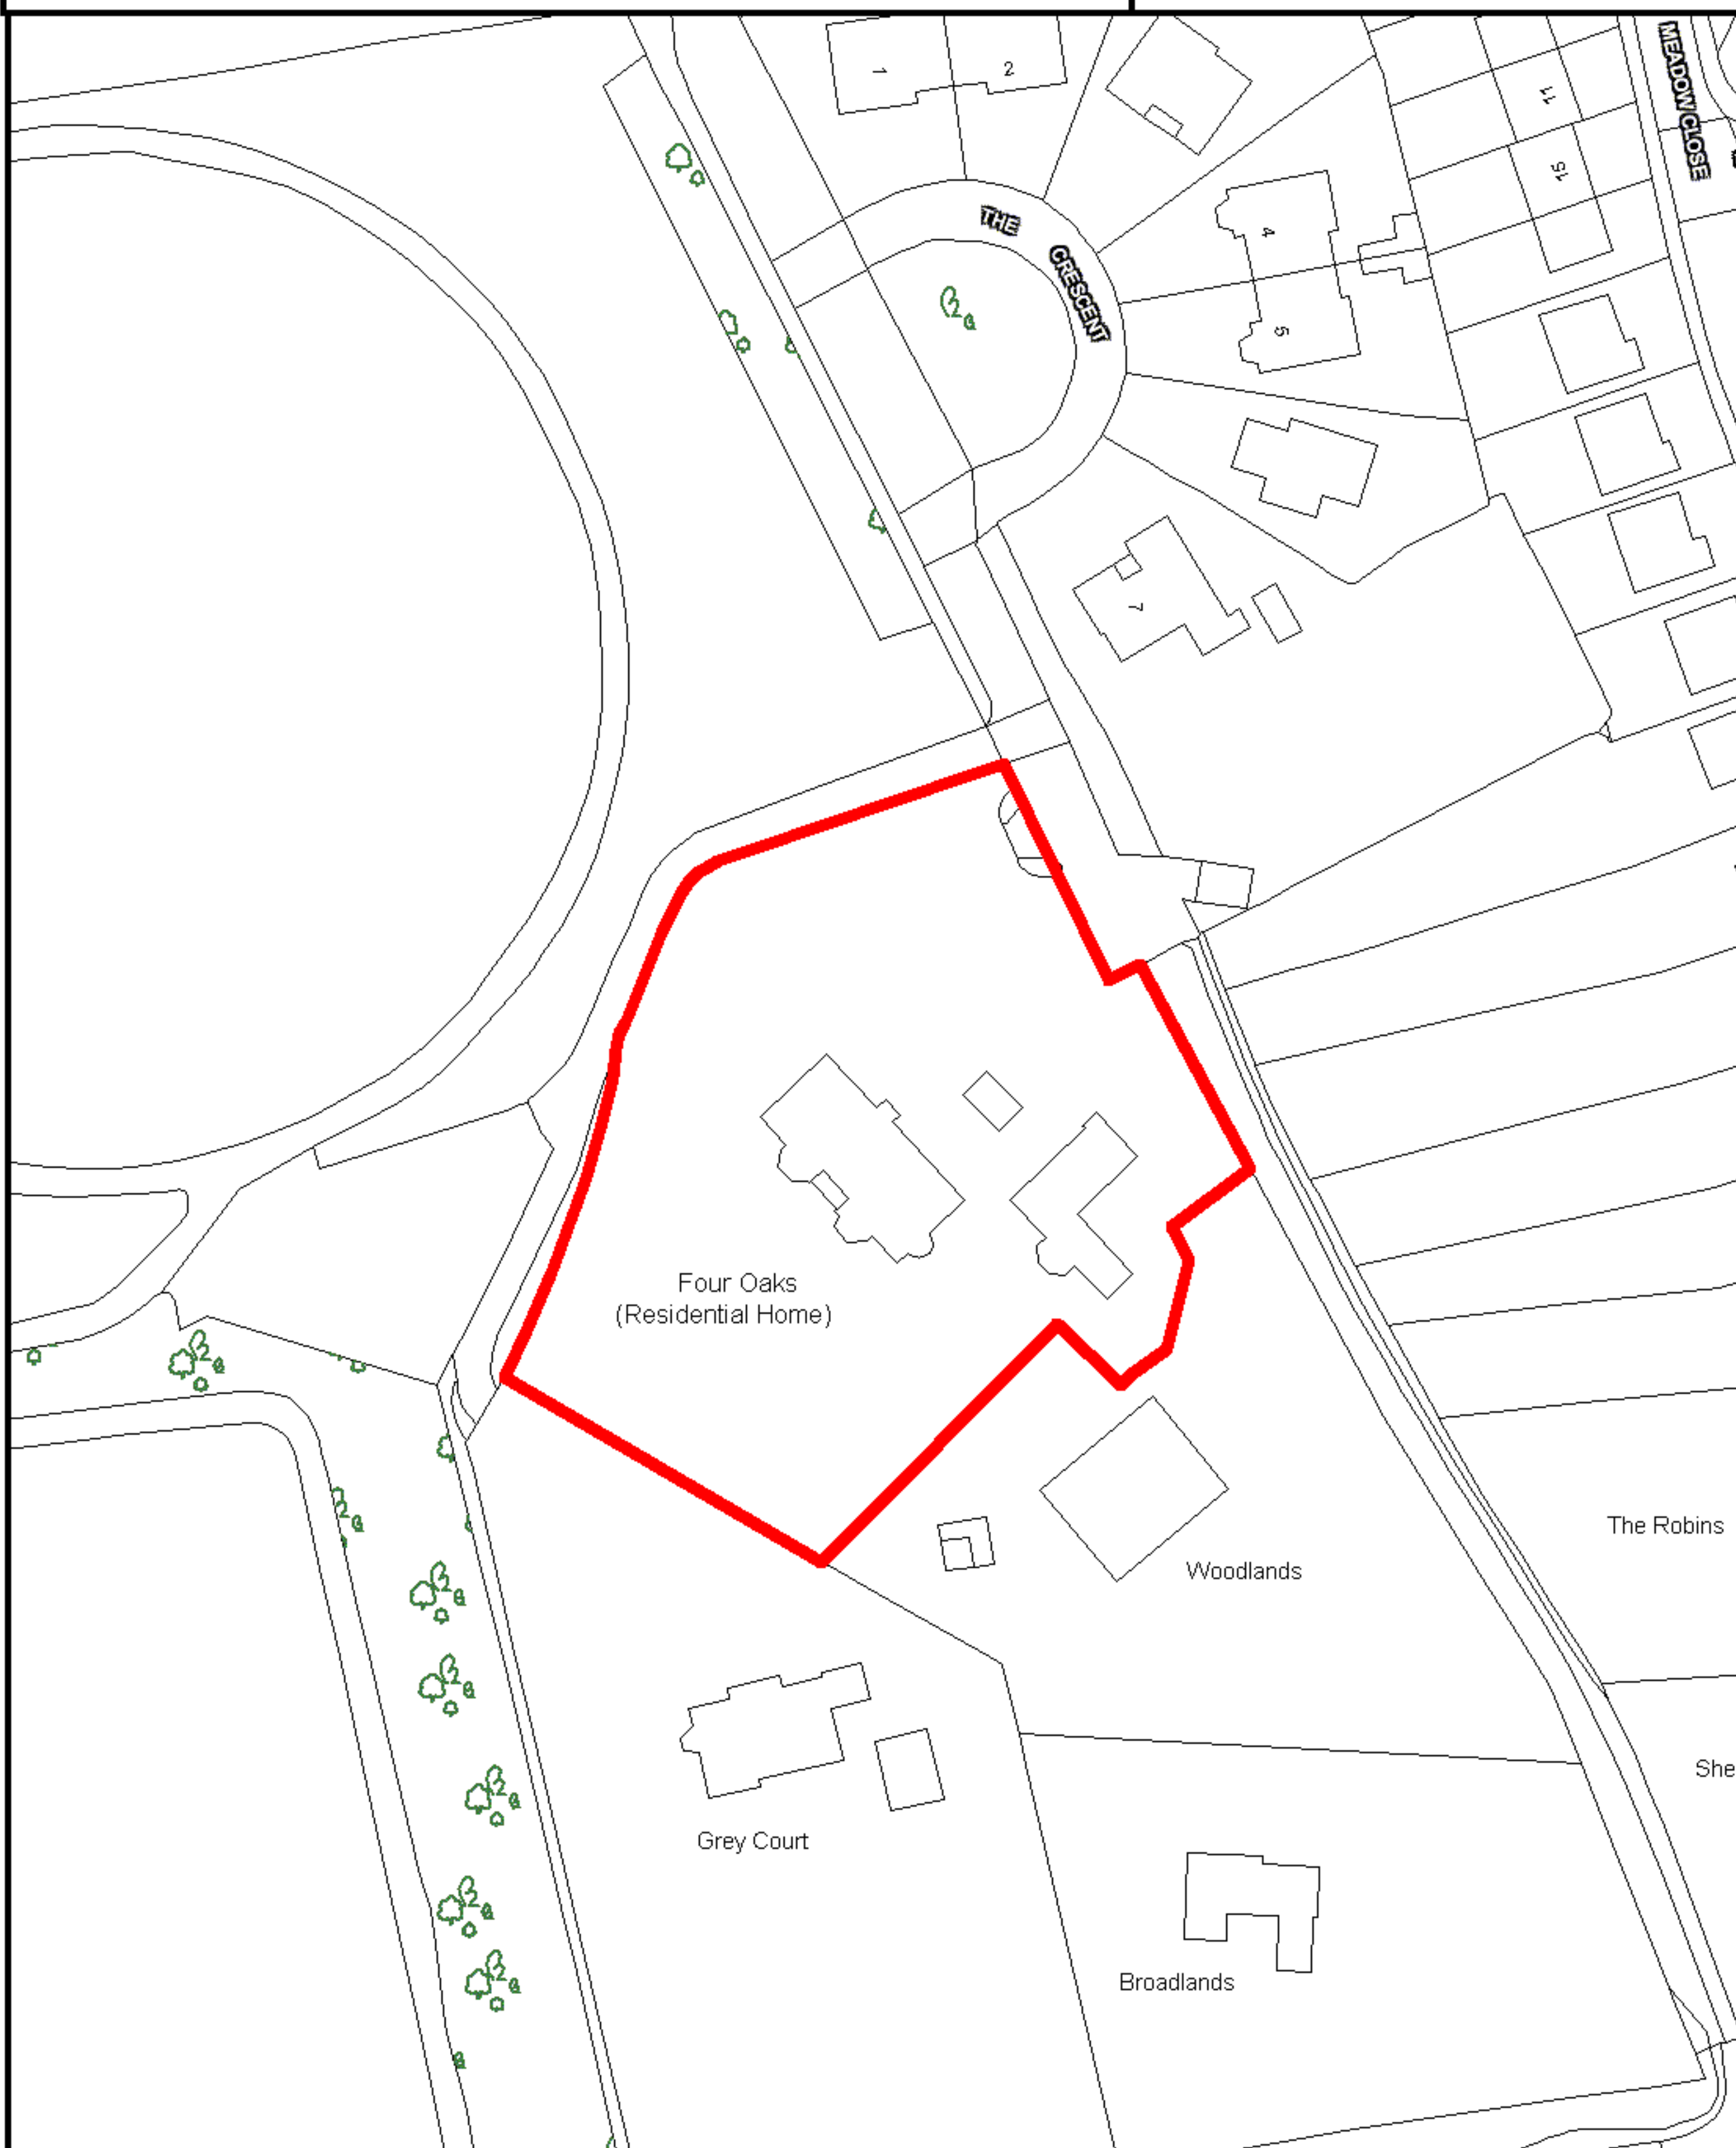 1
2
11
MEADOW CLOSE
15
THE
CRESCENT
4
5
7
Four Oaks
(Residential Home)
The Robins
Woodlands
She
Grey Court
Broadlands